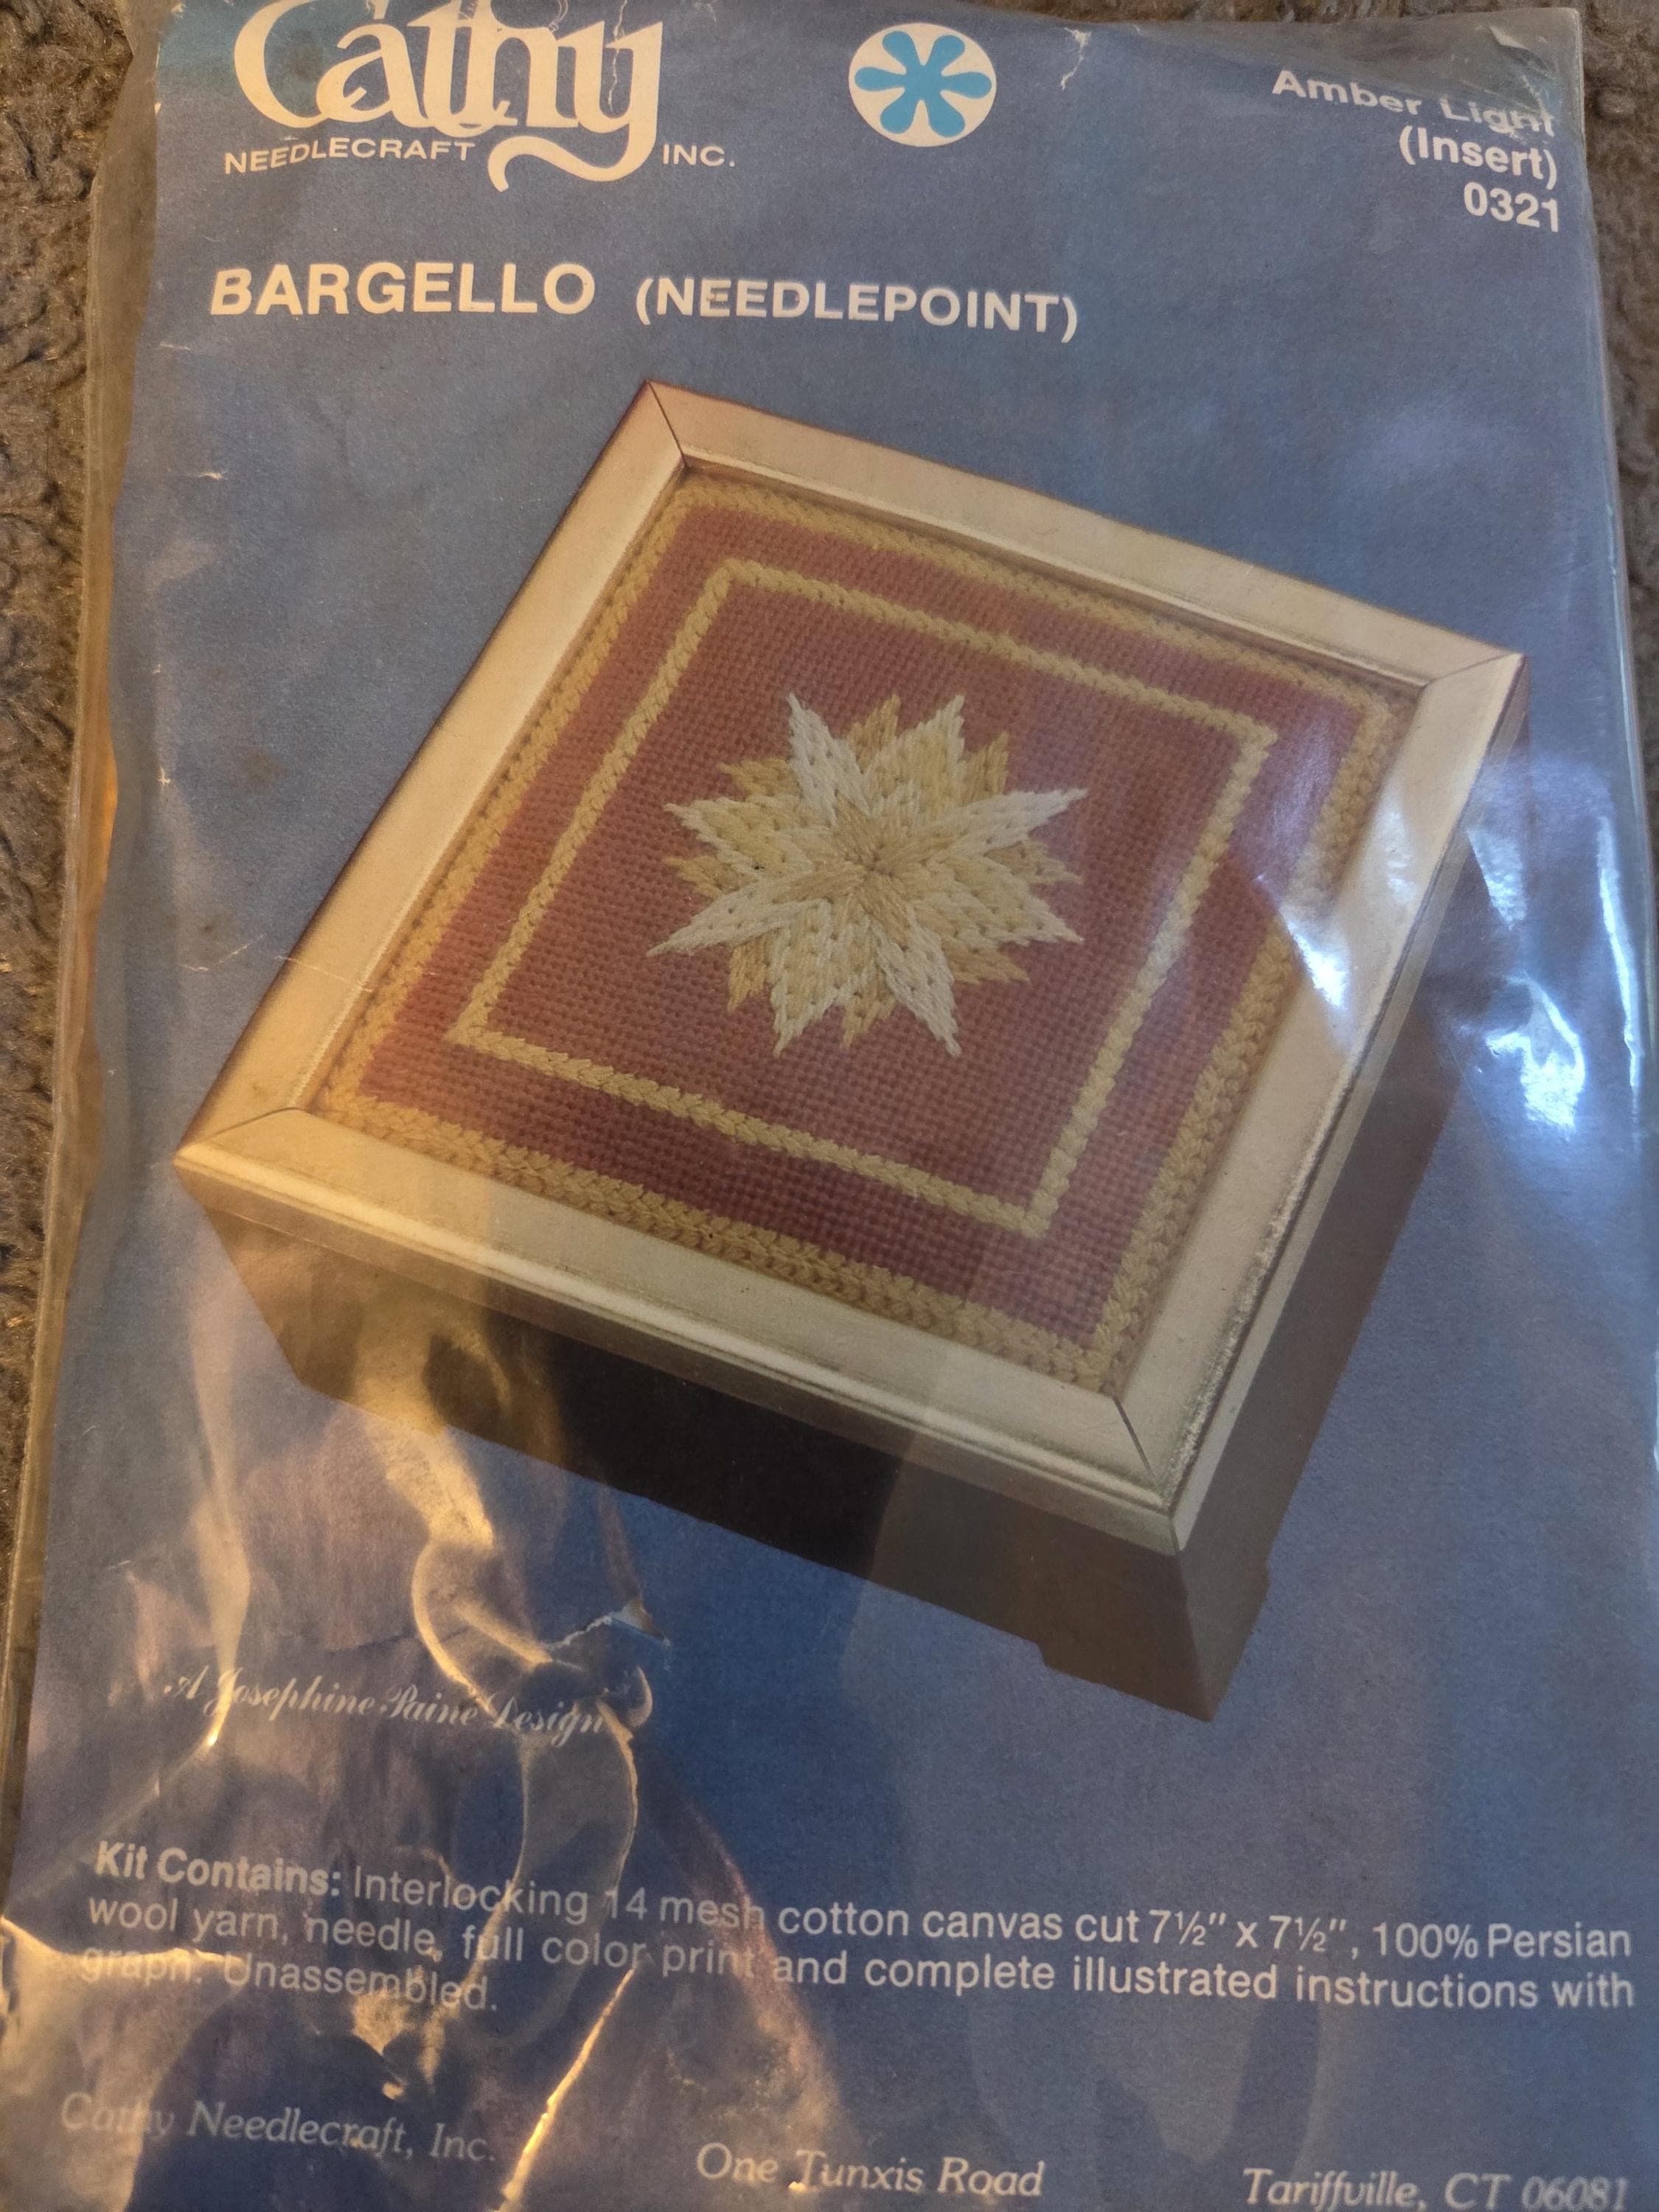 Cathy
NEEDLECRAFT INC.
Amber Light
(Insert)
0321
BARGELLO (NEEDLEPOINT)
A Josephine Paine Design
Kit Contains: Interlocking 14 mesh cotton canvas cut 7½" x 7½", 100% Persian
wool yarn, needle, full color print and complete illustrated instructions with
graph. Unassembled.
Cathy Needlecraft, Inc. One Tunxis Road Tariffville, CT 06081